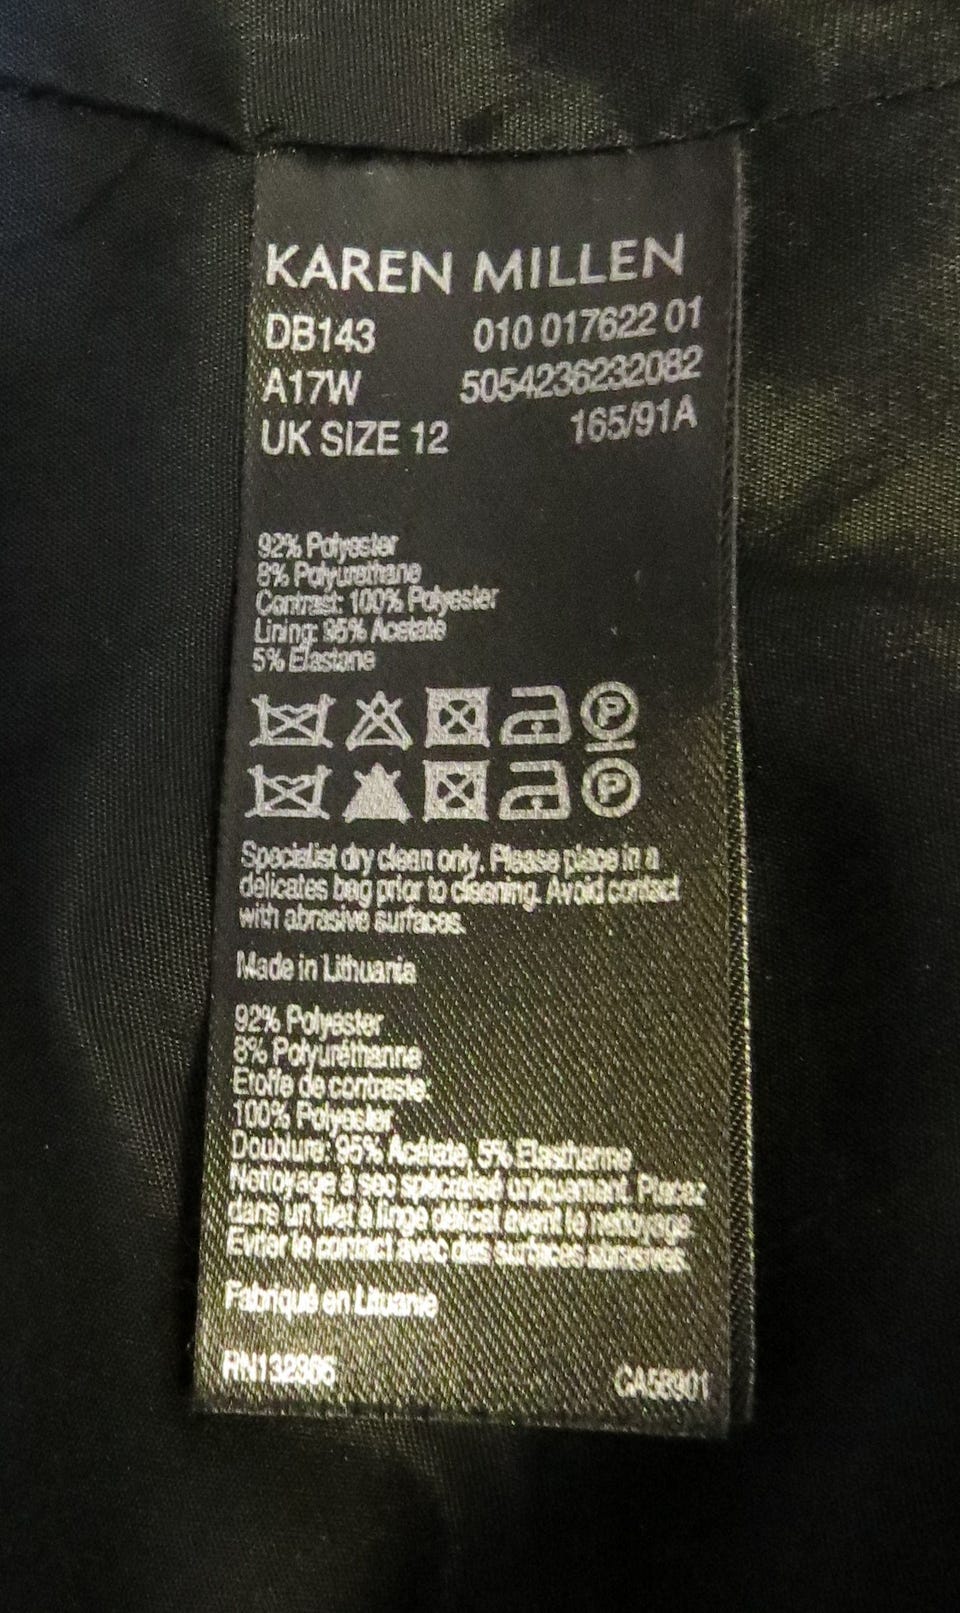 KAREN MILLEN
DB143 010 017622 01
A17W 5054236232082
UK SIZE 12 165/91A
92% Polyester
8% Polyurethane
Contrast: 100% Polyester
Lining: 95% Acetate
5% Elastane
P
P
Specialist dry clean only. Please place in a
delicates bag prior to cleaning. Avoid contact
with abrasive surfaces.
Made in Lithuania
92% Polyester
8% Polyuréthanne
Etoffe de contraste:
100% Polyester
Doublure: 95% Acétate, 5% Elasthanne
Nettoyage à sec spécialisé uniquement. Placez
dans un filet à linge délicat avant le nettoyage.
Eviter le contact avec des surfaces abrasives.
Fabriqué en Lituanie
RN132365 CA58901